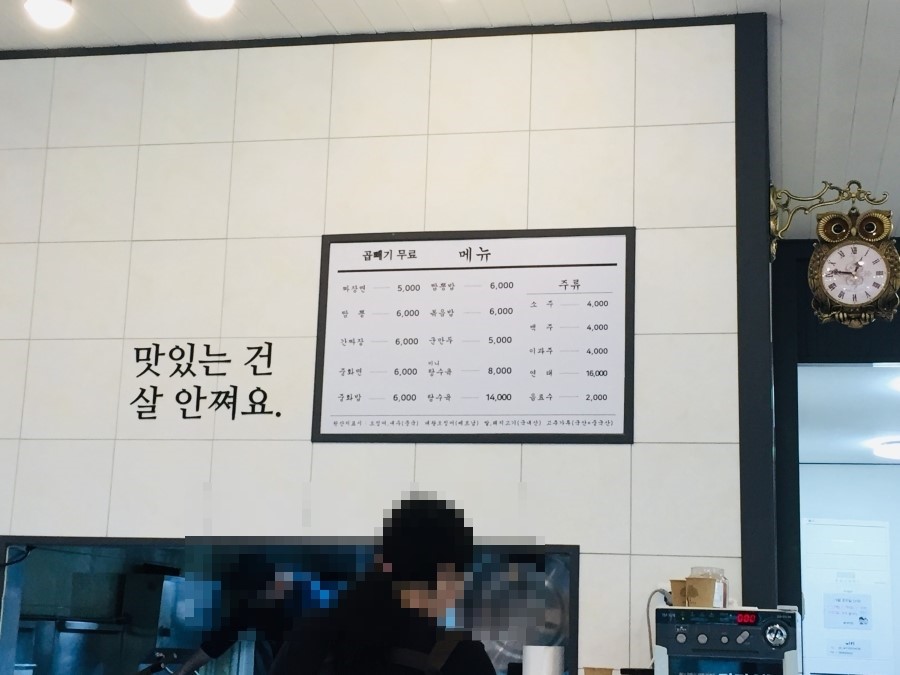 맛있는 건
살 안쪄요.
곱빼기 무료 메뉴
짜장면 5,000 짬뽕밥 6,000
짬 뽕 6,000 볶음밥 6,000
간짜장 6,000 군만두 5,000
중화면 6,000 미니 탕수육 8,000
중화밥 6,000 탕수육 14,000
주류
소 주 4,000
맥 주 4,000
이과주 4,000
연 태 16,000
음료수 2,000